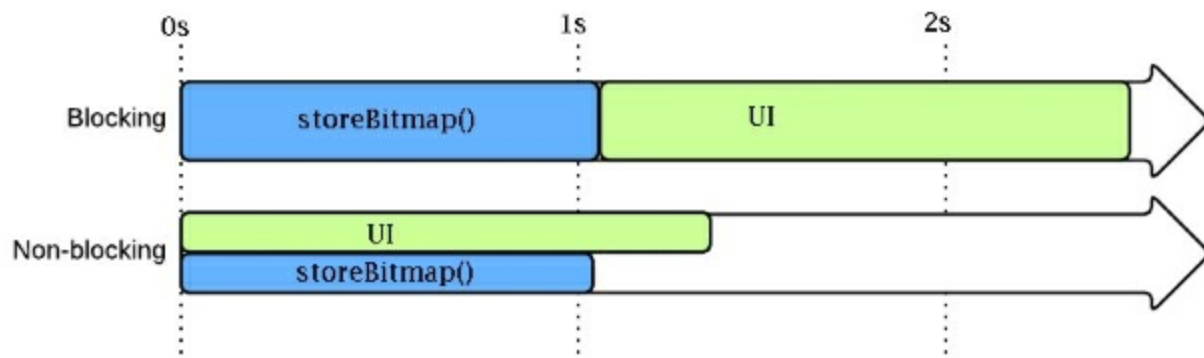 0s 1s 2s
Blocking storeBitmap() UI
UI
Non-blocking
storeBitmap()